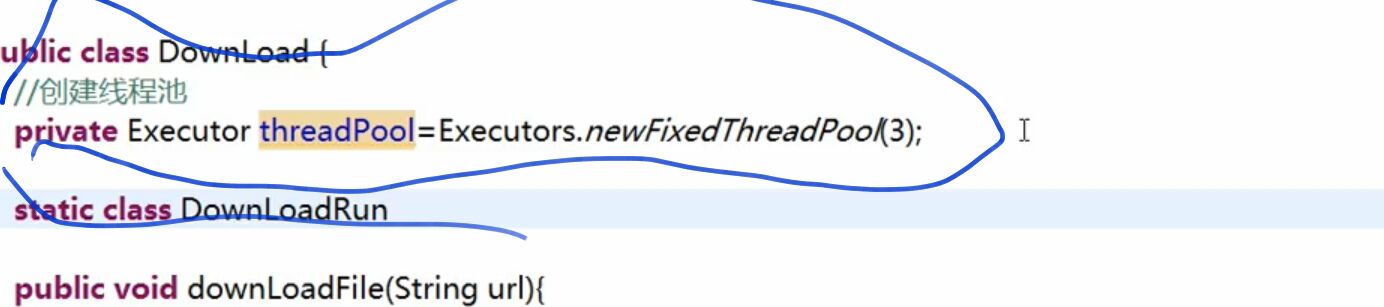 ublic class DownLoad {
//创建线程池
private Executor threadPool=Executors.newFixedThreadPool(3);
static class DownLoadRun
public void downLoadFile(String url){